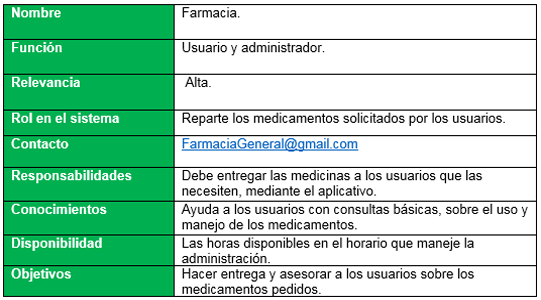 Nombre Farmacia.
Función Usuario y administrador.
Relevancia Alta.
Rol en el sistema Reparte los medicamentos solicitados por los usuarios.
Contacto FarmaciaGeneral@gmail.com
Responsabilidades Debe entregar las medicinas a los usuarios que las
necesiten, mediante el aplicativo.
Conocimientos Ayuda a los usuarios con consultas básicas, sobre el uso y
manejo de los medicamentos.
Disponibilidad Las horas disponibles en el horario que maneje la
administración.
Objetivos Hacer entrega y asesorar a los usuarios sobre los
medicamentos pedidos.